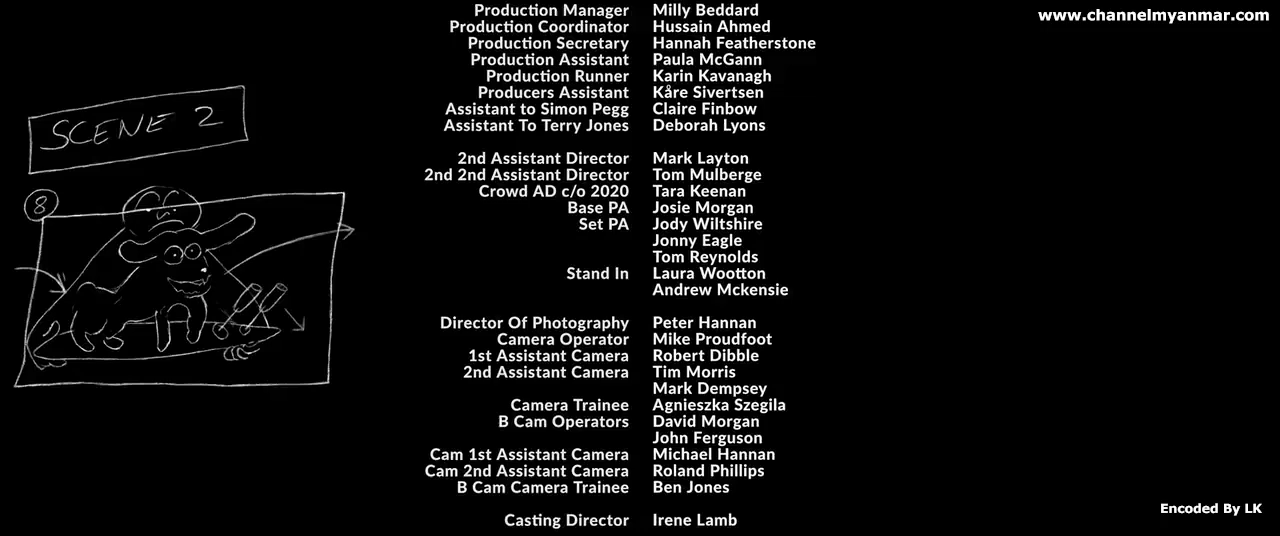 www.channelmyanmar.com
Production Manager Milly Beddard
Production Coordinator Hussain Ahmed
Production Secretary Hannah Featherstone
Production Assistant Paula McGann
Production Runner Karin Kavanagh
Producers Assistant Kåre Sivertsen
Assistant to Simon Pegg Claire Finbow
Assistant To Terry Jones Deborah Lyons
SCENE 2
2nd Assistant Director Mark Layton
2nd 2nd Assistant Director Tom Mulberge
Crowd AD c/o 2020 Tara Keenan
Base PA Josie Morgan
Set PA Jody Wiltshire
Jonny Eagle
Tom Reynolds
8
Stand In Laura Wootton
Andrew Mckensie
Director Of Photography Peter Hannan
Camera Operator Mike Proudfoot
1st Assistant Camera Robert Dibble
2nd Assistant Camera Tim Morris
Mark Dempsey
Camera Trainee Agnieszka Szegila
B Cam Operators David Morgan
John Ferguson
Cam 1st Assistant Camera Michael Hannan
Cam 2nd Assistant Camera Roland Phillips
B Cam Camera Trainee Ben Jones
Casting Director Irene Lamb
Encoded By LK